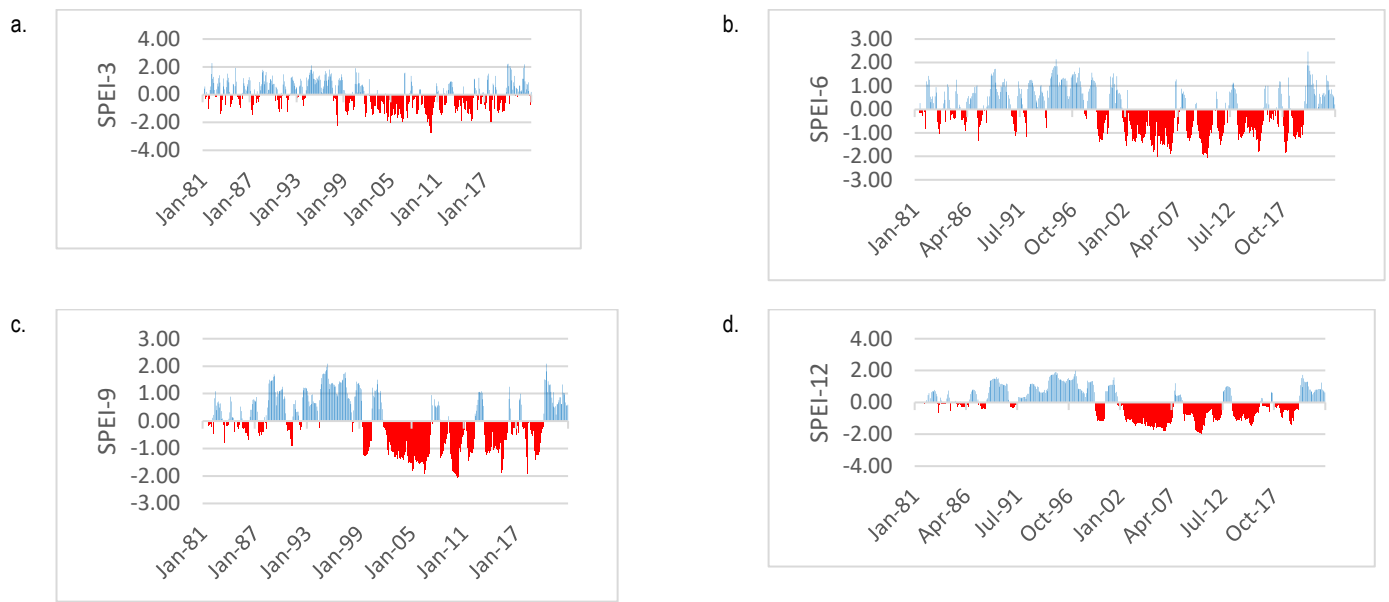 a.
4.00
2.00
0.00
-2.00
-4.00
SPEI-3
Jan-81
Jan-87
Jan-93
Jan-99
Jan-05
Jan-11
Jan-17
b.
3.00
2.00
1.00
0.00
-1.00
-2.00
-3.00
SPEI-6
Jan-81
Apr-86
Jul-91
Oct-96
Jan-02
Apr-07
Jul-12
Oct-17
c.
3.00
2.00
1.00
0.00
-1.00
-2.00
-3.00
SPEI-9
Jan-81
Jan-87
Jan-93
Jan-99
Jan-05
Jan-11
Jan-17
d.
4.00
2.00
0.00
-2.00
-4.00
SPEI-12
Jan-81
Apr-86
Jul-91
Oct-96
Jan-02
Apr-07
Jul-12
Oct-17